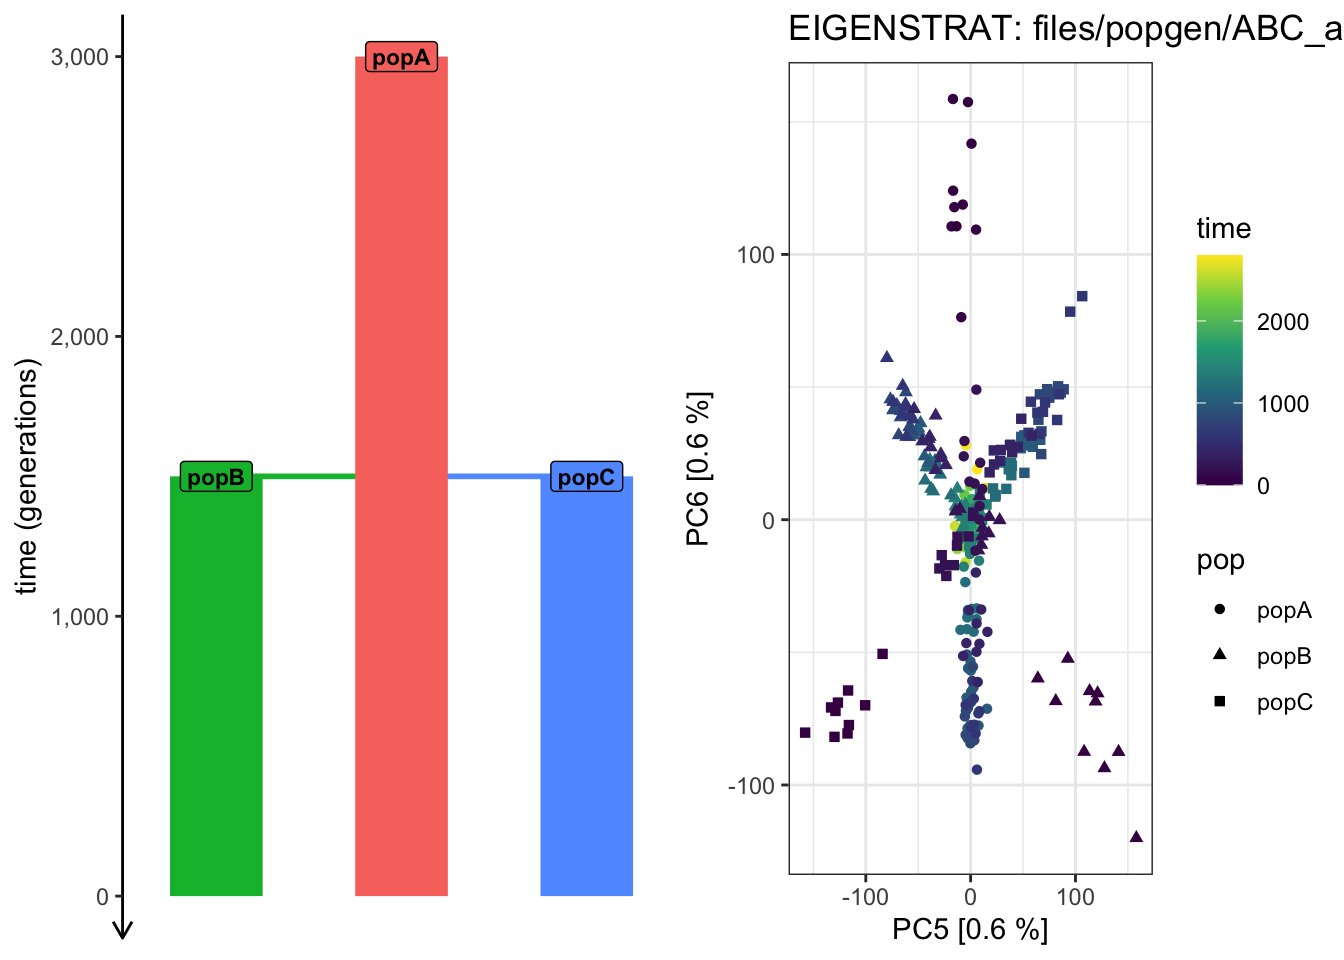 time (generations)
3,000
2,000
1,000
0
popA
popB
popC
EIGENSTRAT: files/popgen/ABC_a
PC6 [0.6 %]
100
0
-100
-100
0
100
PC5 [0.6 %]
time
2000
1000
0
pop
popA
popB
popC